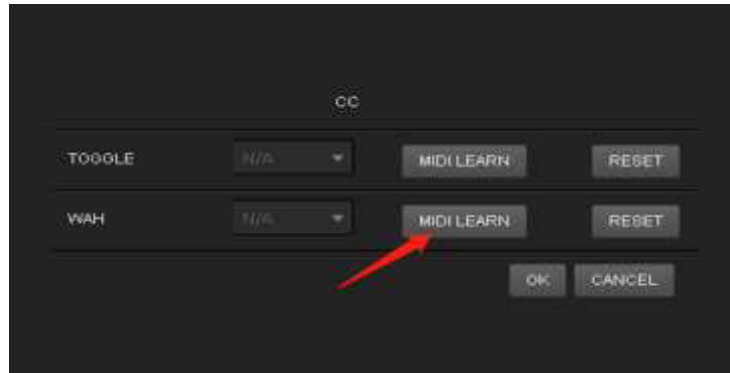 CC
TOGGLE N/A MIDI LEARN RESET
WAH N/A MIDI LEARN RESET
OK CANCEL